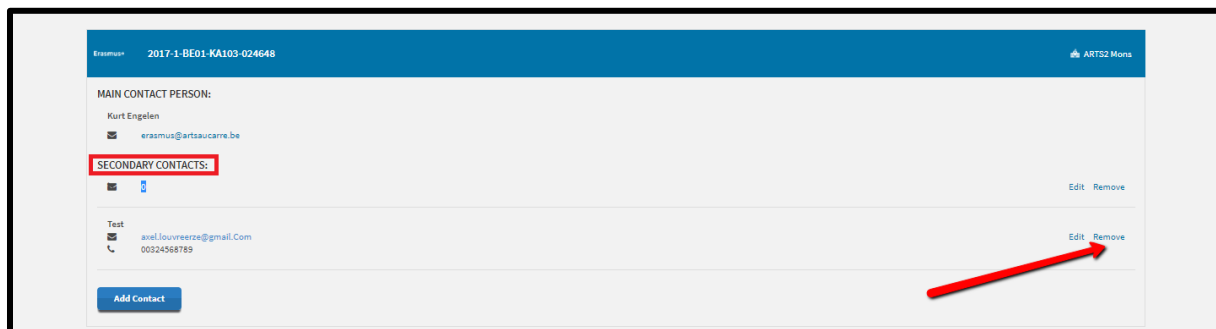 Erasmus+ 2017-1-BE01-KA103-024648 ARTS2 Mons
MAIN CONTACT PERSON:
Kurt Engelen
erasmus@artsaucarre.be
SECONDARY CONTACTS:
0 Edit Remove
Test
axel.louvreerze@gmail.Com Edit Remove
00324568789
Add Contact